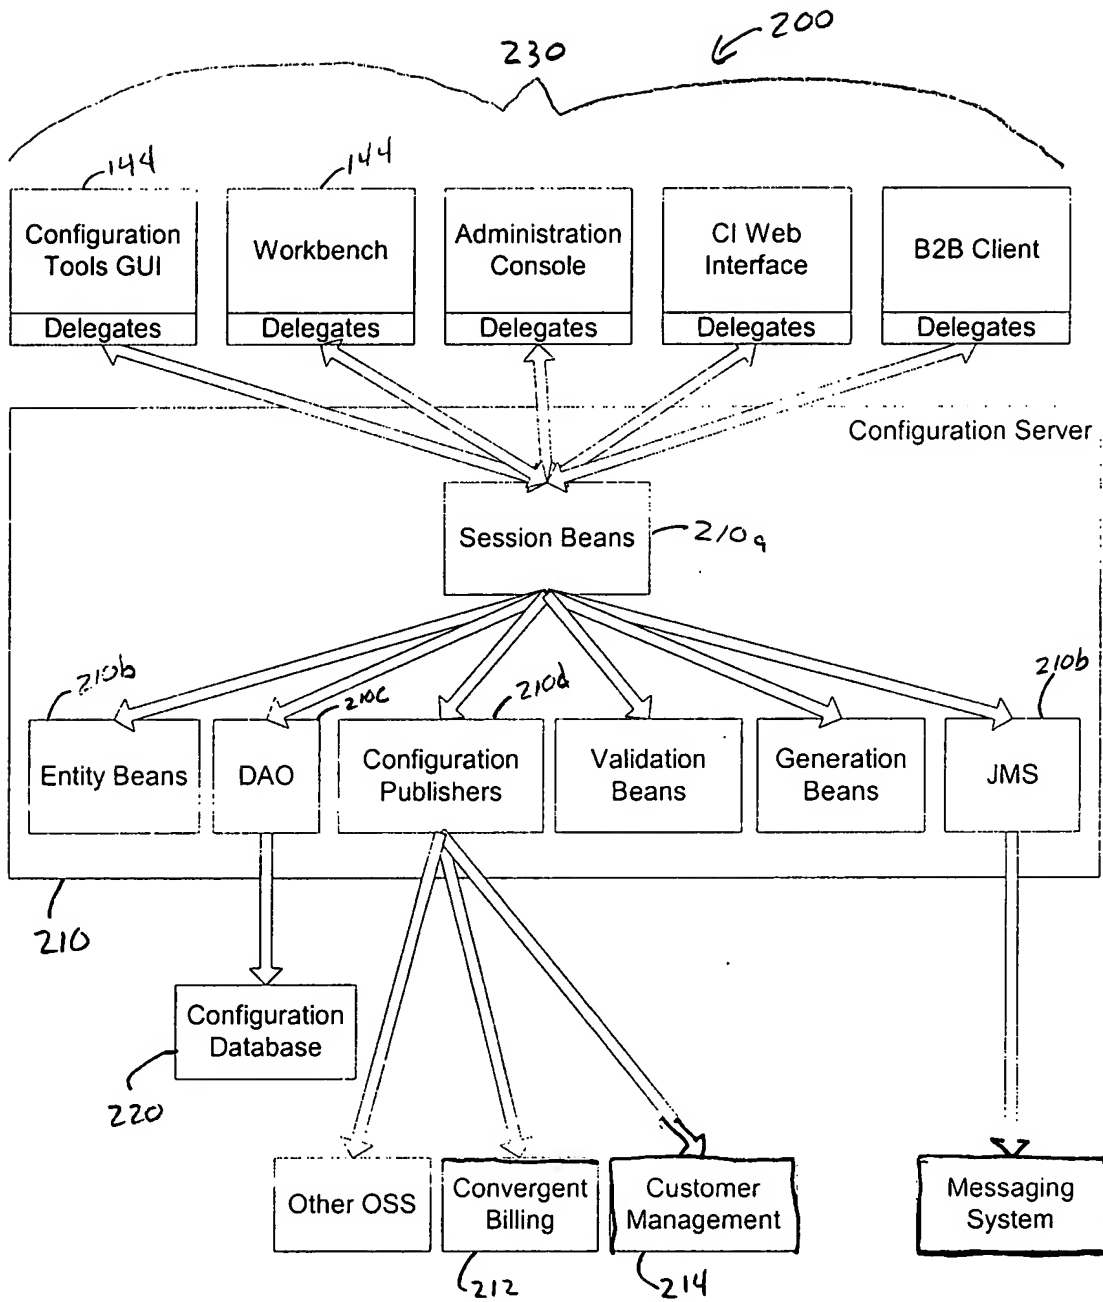 200
230
144
144
Configuration
Tools GUI
Delegates
Workbench
Delegates
Administration
Console
Delegates
CI Web
Interface
Delegates
B2B Client
Delegates
Configuration Server
Session Beans
210a
210b
210c
210d
210b
Entity Beans
DAO
Configuration
Publishers
Validation
Beans
Generation
Beans
JMS
210
Configuration
Database
220
Other OSS
Convergent
Billing
Customer
Management
Messaging
System
212
214